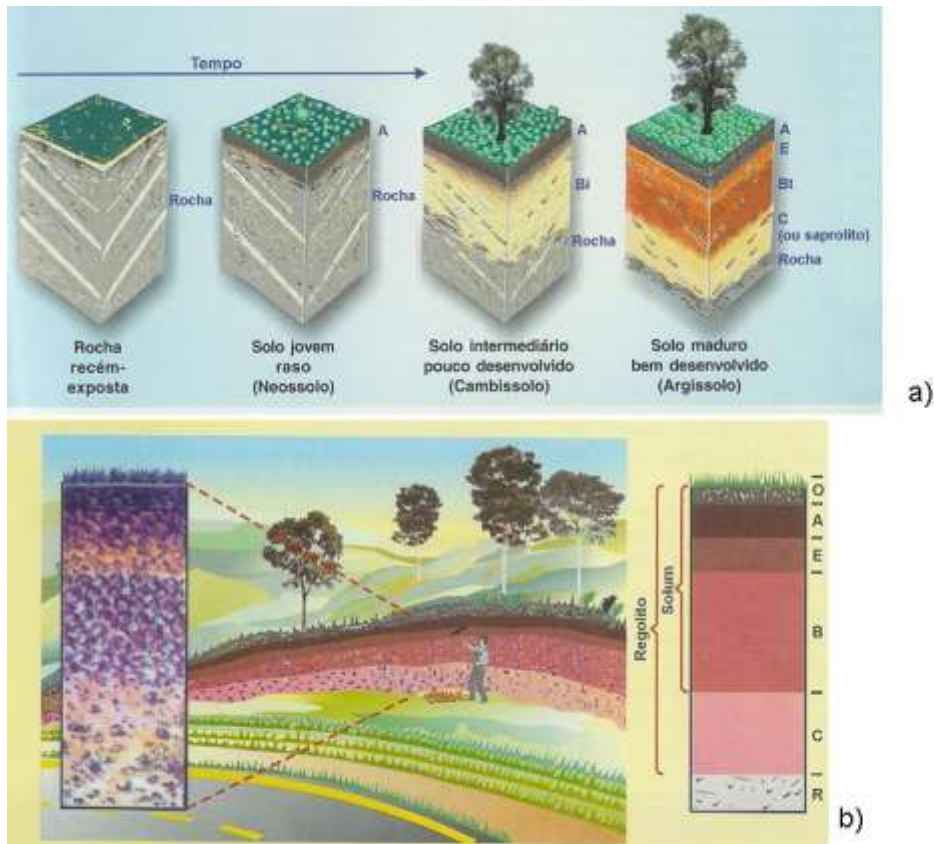 Tempo
A
Rocha
A
Rocha
A
Bi
Rocha
A
E
Bt
C
(ou saprolito)
Rocha
Rocha
recém-
exposta
Solo jovem
raso
(Neossolo)
Solo intermediário
pouco desenvolvido
(Cambissolo)
Solo maduro
bem desenvolvido
(Argissolo)
a)
Regolito
Solum
O
A
E
B
C
R
b)